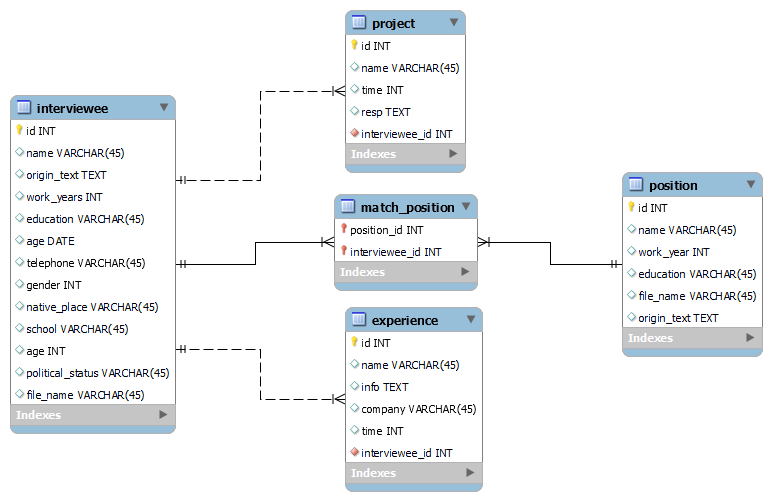 project
id INT
name VARCHAR(45)
time INT
resp TEXT
interviewee_id INT
Indexes
interviewee
id INT
name VARCHAR(45)
origin_text TEXT
work_years INT
education VARCHAR(45)
age DATE
telephone VARCHAR(45)
gender INT
native_place VARCHAR(45)
school VARCHAR(45)
age INT
political_status VARCHAR(45)
file_name VARCHAR(45)
Indexes
match_position
position_id INT
interviewee_id INT
Indexes
position
id INT
name VARCHAR(45)
work_year INT
education VARCHAR(45)
file_name VARCHAR(45)
origin_text TEXT
Indexes
experience
id INT
name VARCHAR(45)
info TEXT
company VARCHAR(45)
time INT
interviewee_id INT
Indexes